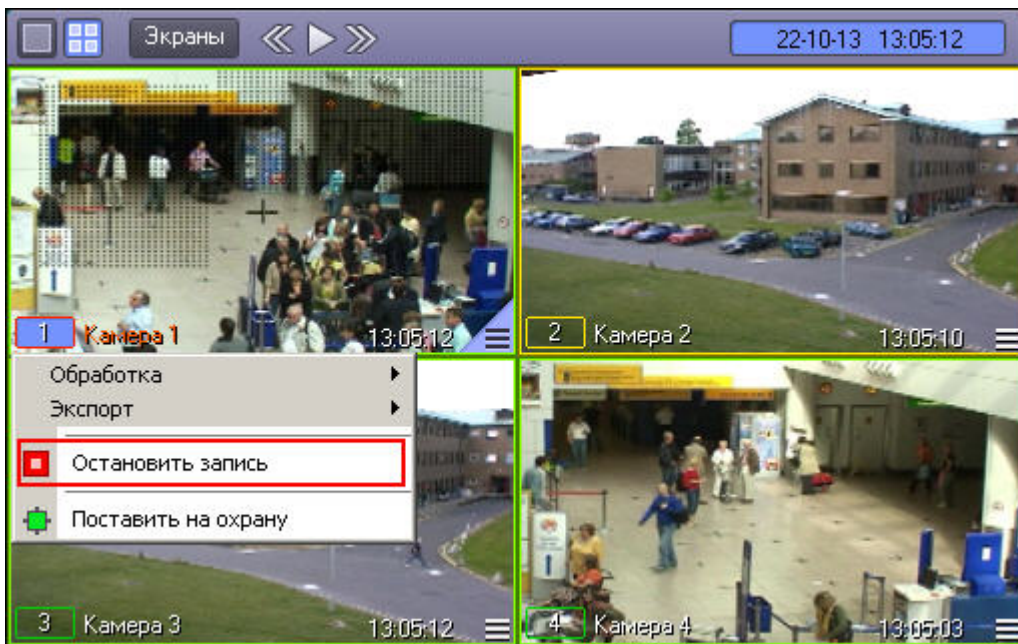 Экраны
22-10-13 13:05:12
1 Камера 1 13:05:12
2 Камера 2 13:05:10
Обработка
Экспорт
Остановить запись
Поставить на охрану
3 Камера 3 13:05:12
4 Камера 4 13:05:03